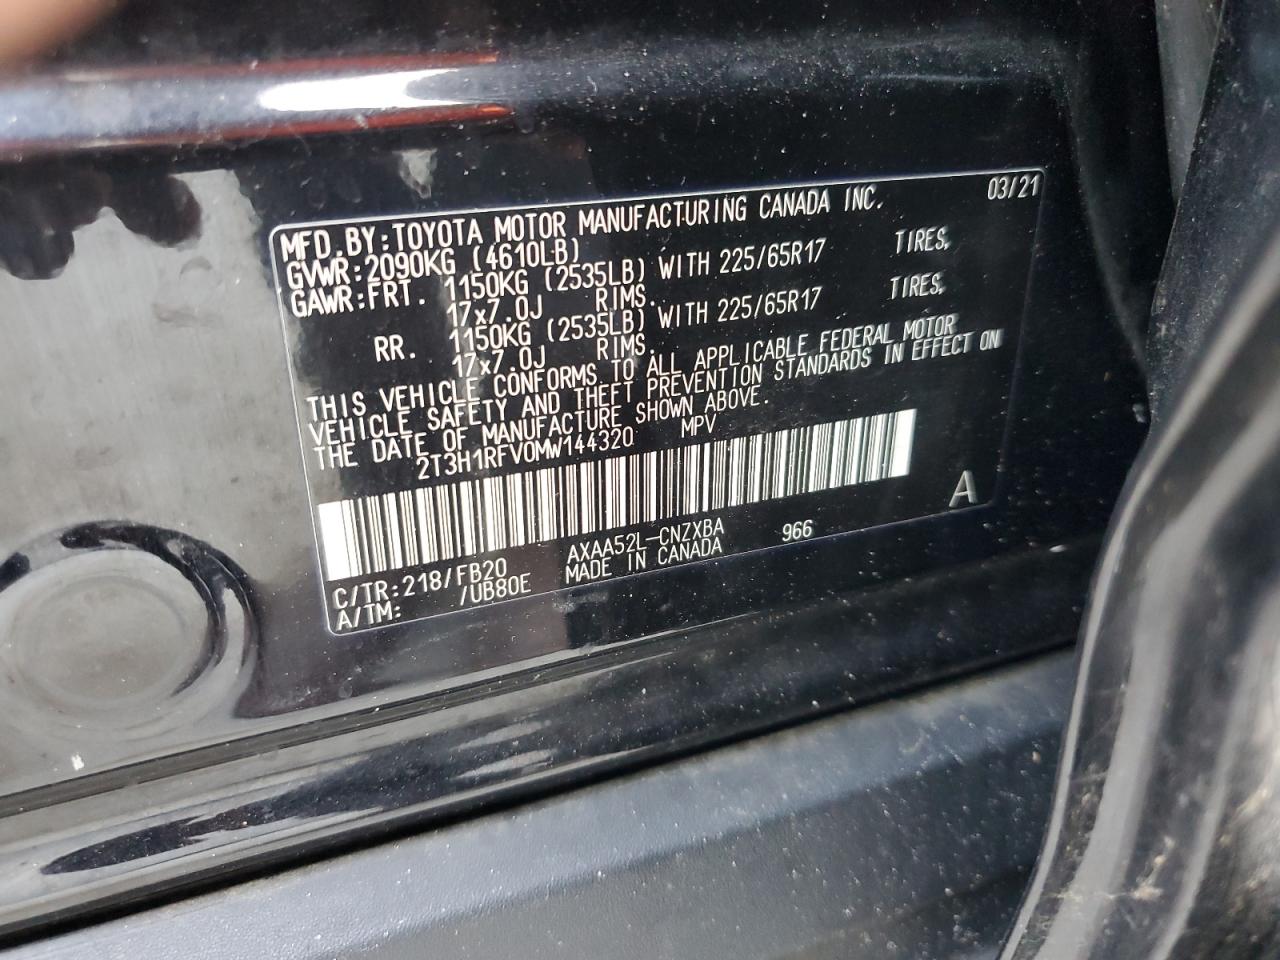 MFD.BY:TOYOTA MOTOR MANUFACTURING CANADA INC. 03/21
GVWR:2090KG (4610LB)
GAWR:FRT. 1150KG (2535LB) WITH 225/65R17 TIRES,
17x7.0J RIMS.
RR. 1150KG (2535LB) WITH 225/65R17 TIRES,
17x7.0J RIMS.
THIS VEHICLE CONFORMS TO ALL APPLICABLE FEDERAL MOTOR
VEHICLE SAFETY AND THEFT PREVENTION STANDARDS IN EFFECT ON
THE DATE OF MANUFACTURE SHOWN ABOVE.
2T3H1RFV0MW144320 MPV
A
C/TR:218/FB20 AXAA52L-CNZXBA 966
A/TM: /UB80E MADE IN CANADA